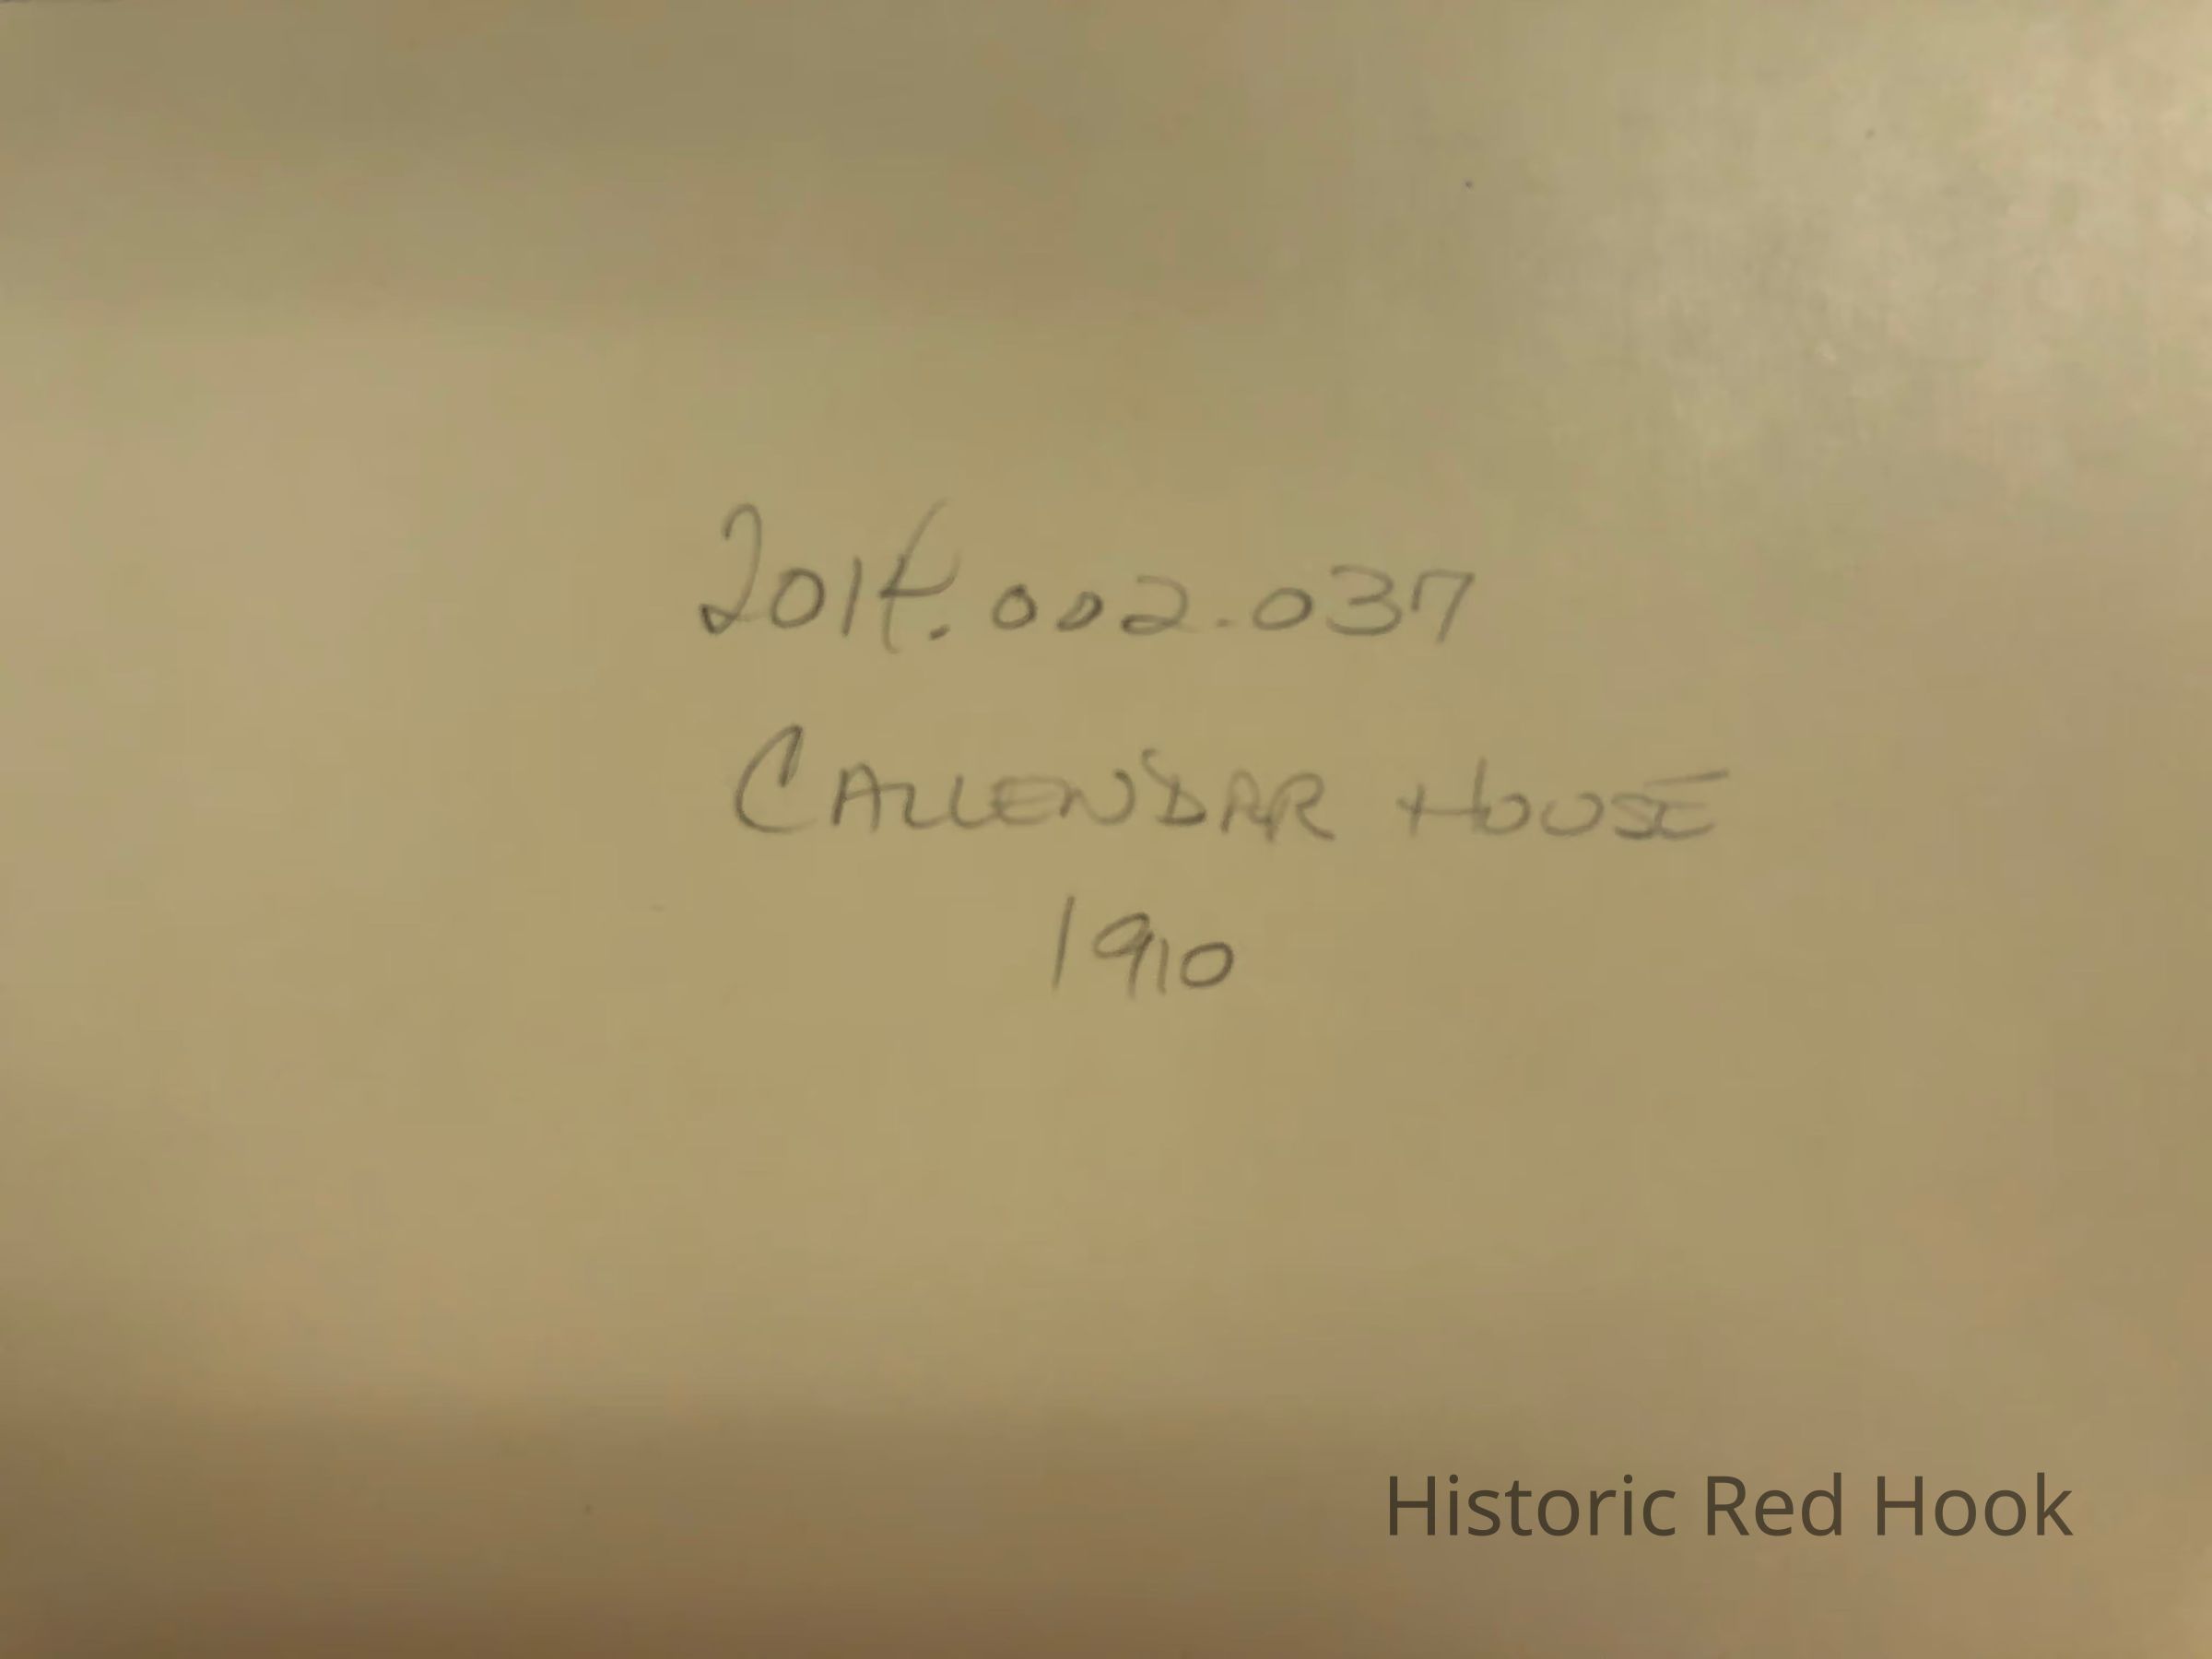 2014.002.037
CALLENDAR HOUSE
1910
Historic Red Hook